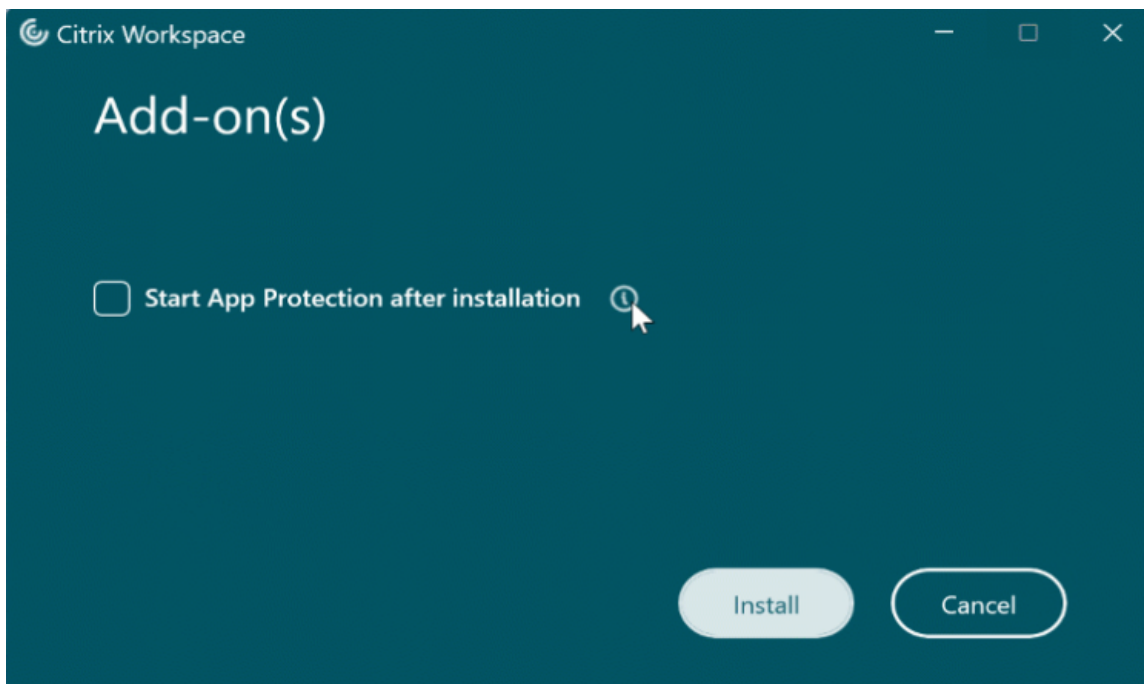 Citrix Workspace
Add-on(s)
Start App Protection after installation
Install
Cancel